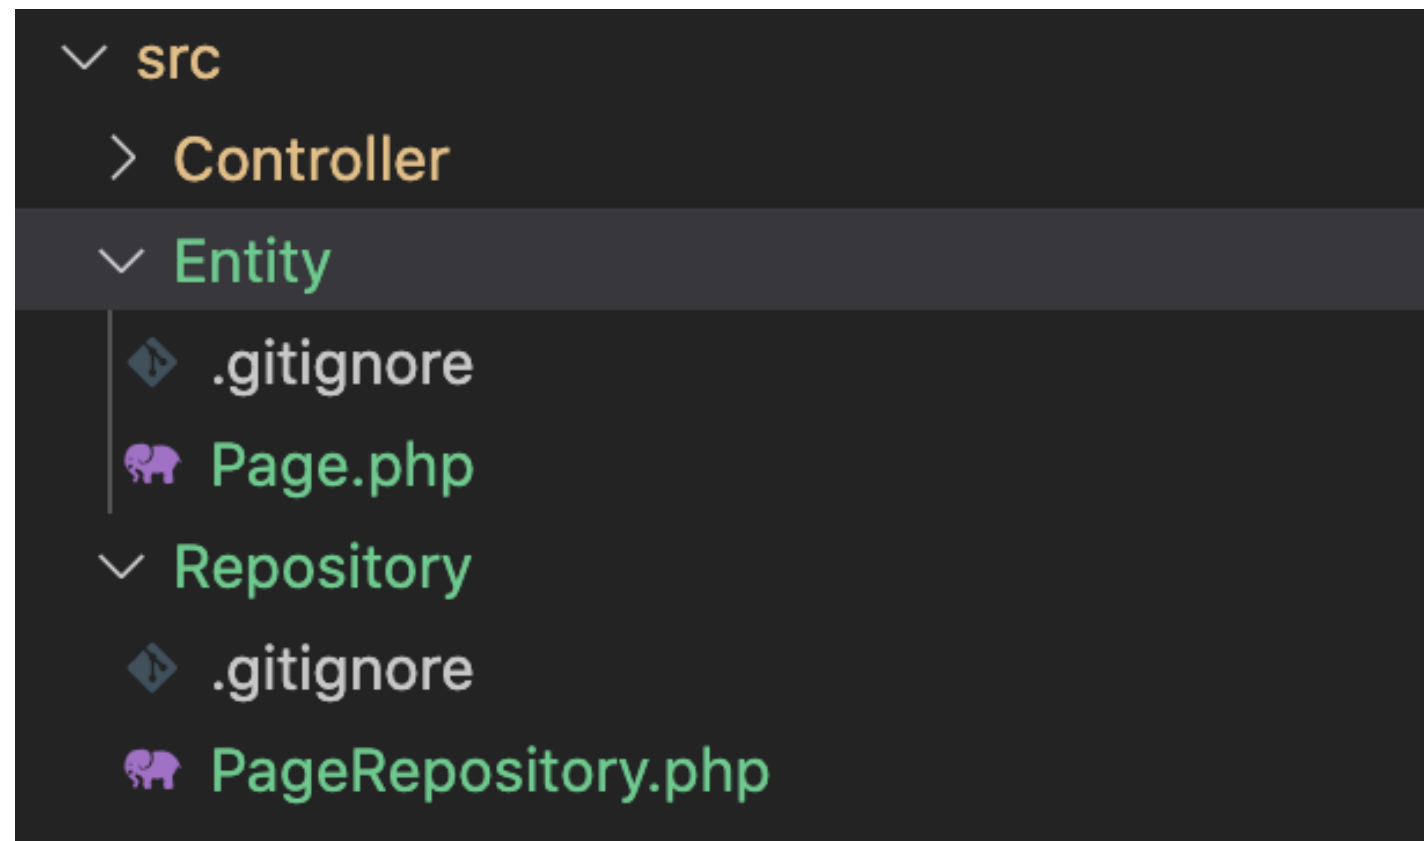 src
Controller
Entity
.gitignore
Page.php
Repository
.gitignore
PageRepository.php